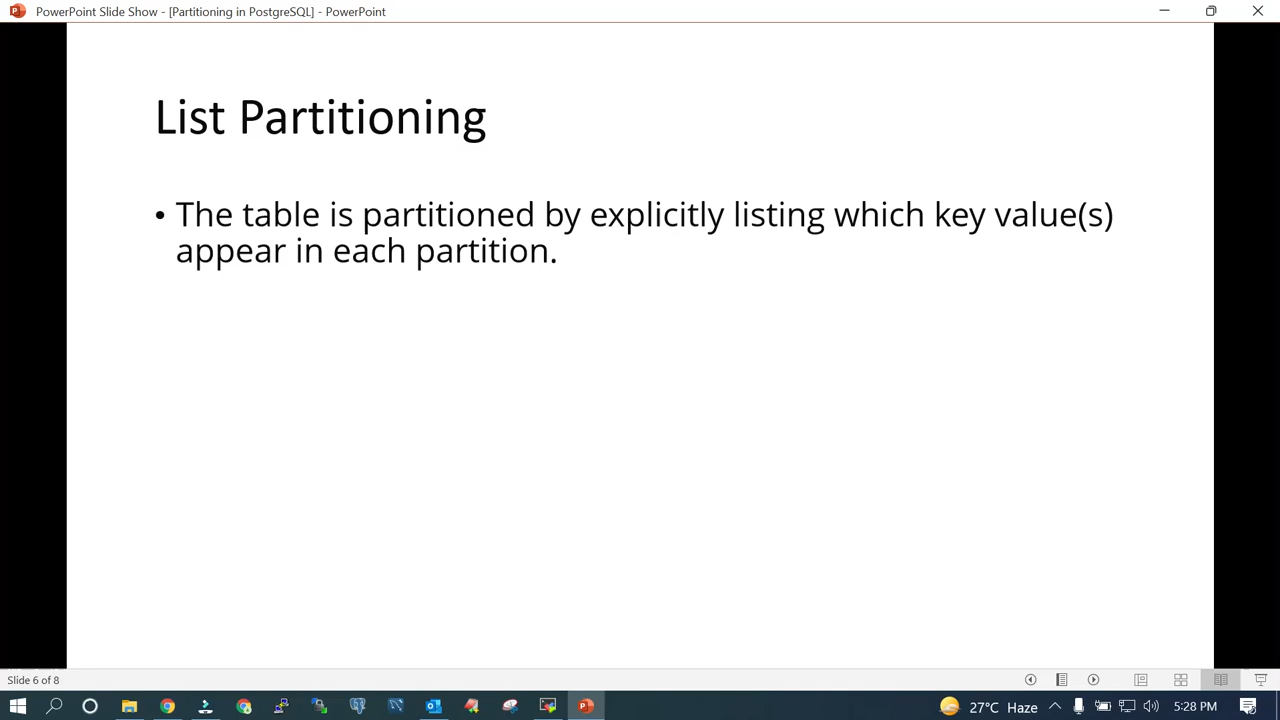 PowerPoint Slide Show - [Partitioning in PostgreSQL] - PowerPoint
List Partitioning
• The table is partitioned by explicitly listing which key value(s)
appear in each partition.
Slide 6 of 8
27°C Haze
5:28 PM